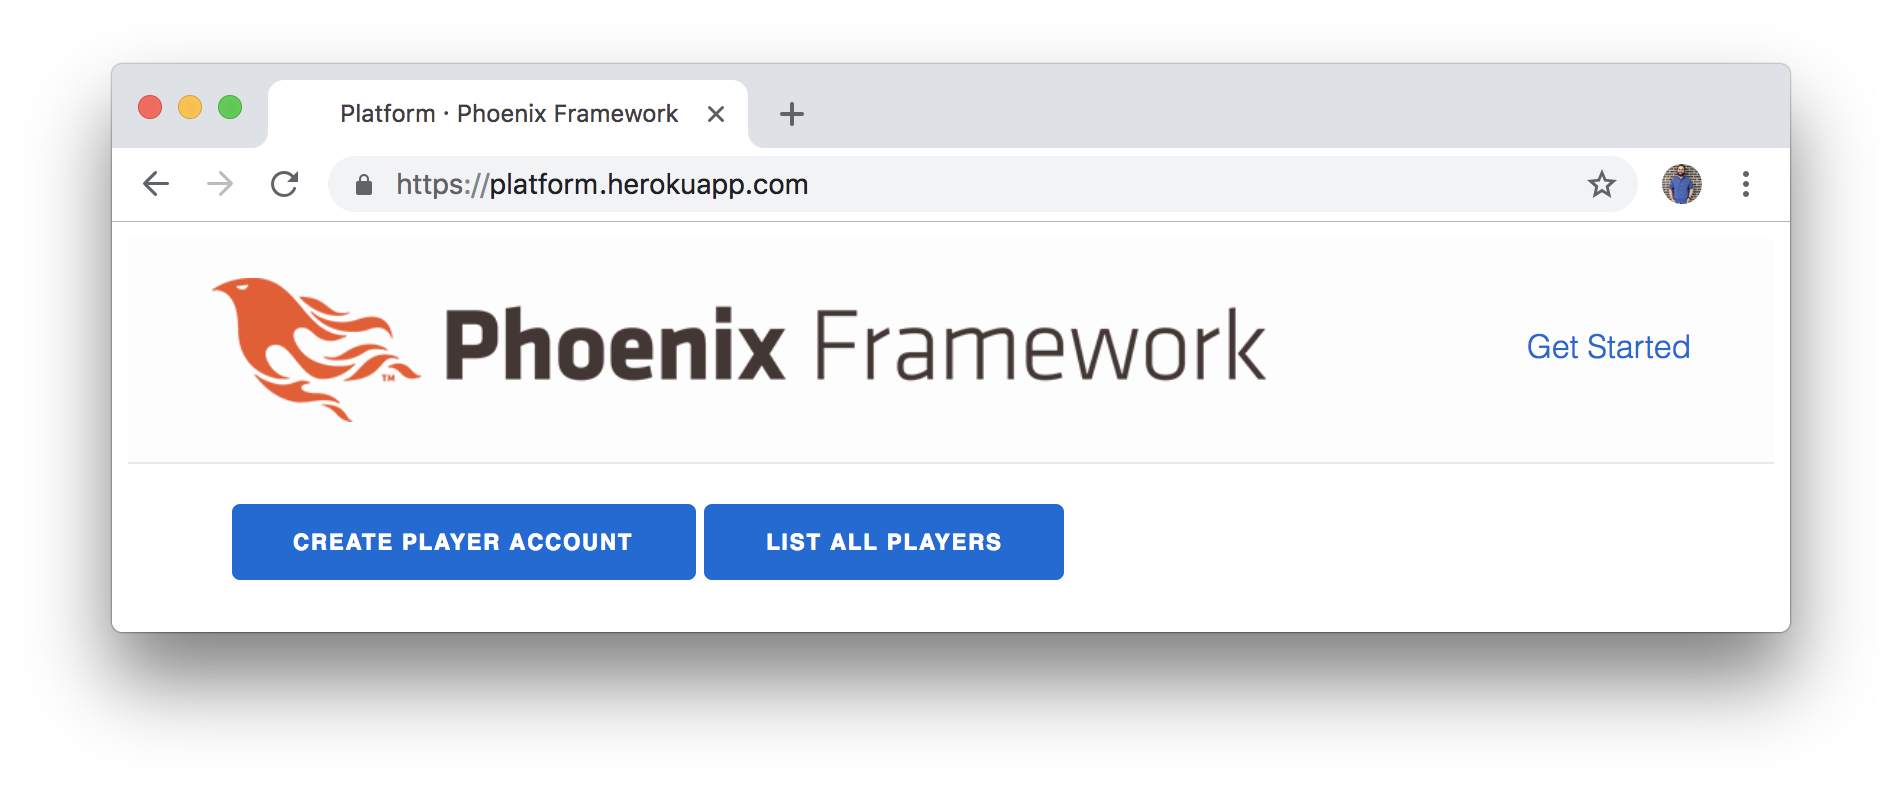 Platform · Phoenix Framework
https://platform.herokuapp.com
Phoenix Framework
TM
Get Started
CREATE PLAYER ACCOUNT
LIST ALL PLAYERS